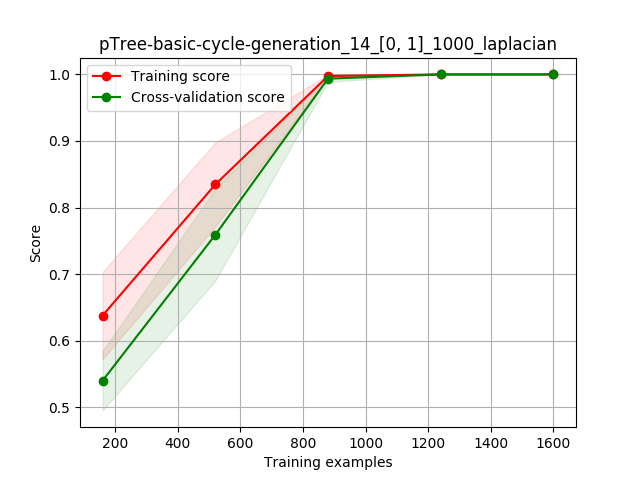 pTree-basic-cycle-generation_14_[0, 1]_1000_laplacian
Training score
Cross-validation score
1.0
0.9
0.8
0.7
0.6
0.5
Score
200 400 600 800 1000 1200 1400 1600
Training examples